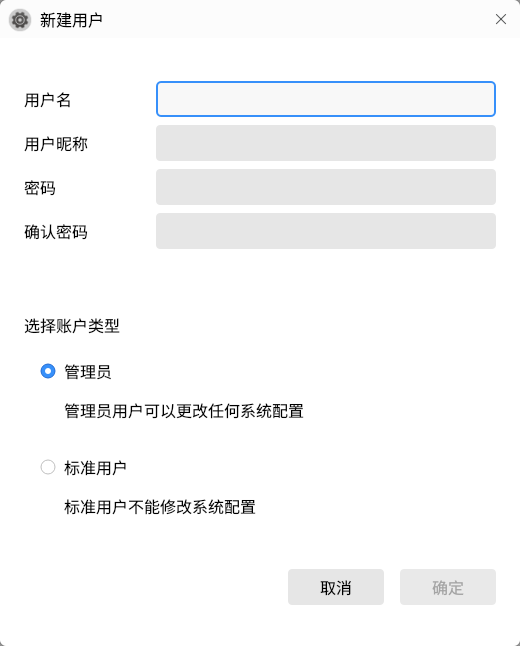 新建用户
用户名
用户昵称
密码
确认密码
选择账户类型
管理员
管理员用户可以更改任何系统配置
标准用户
标准用户不能修改系统配置
取消
确定